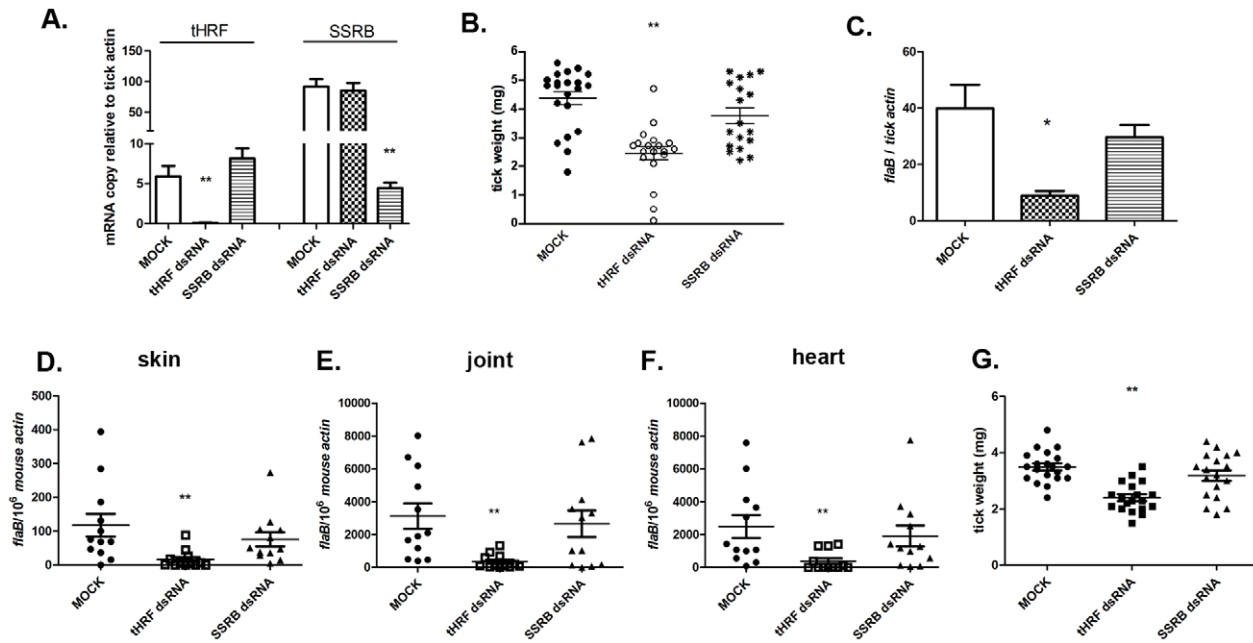 A.
tHRF SSRB
mRNA copy relative to tick actin
150
100
50
10
5
0
**
**
MOCK
tHRF dsRNA
SSRB dsRNA
MOCK
tHRF dsRNA
SSRB dsRNA
B.
tick weight (mg)
6
5
4
3
2
1
0
**
MOCK
tHRF dsRNA
SSRB dsRNA
C.
flaB / tick actin
60
40
20
0
*
MOCK
tHRF dsRNA
SSRB dsRNA
D. skin
flaB/10⁶ mouse actin
500
400
300
200
100
0
**
MOCK
tHRF dsRNA
SSRB dsRNA
E. joint
flaB/10⁶ mouse actin
10000
8000
6000
4000
2000
0
**
MOCK
tHRF dsRNA
SSRB dsRNA
F. heart
flaB/10⁶ mouse actin
10000
8000
6000
4000
2000
0
**
MOCK
tHRF dsRNA
SSRB dsRNA
G.
tick weight (mg)
6
4
2
0
**
MOCK
tHRF dsRNA
SSRB dsRNA